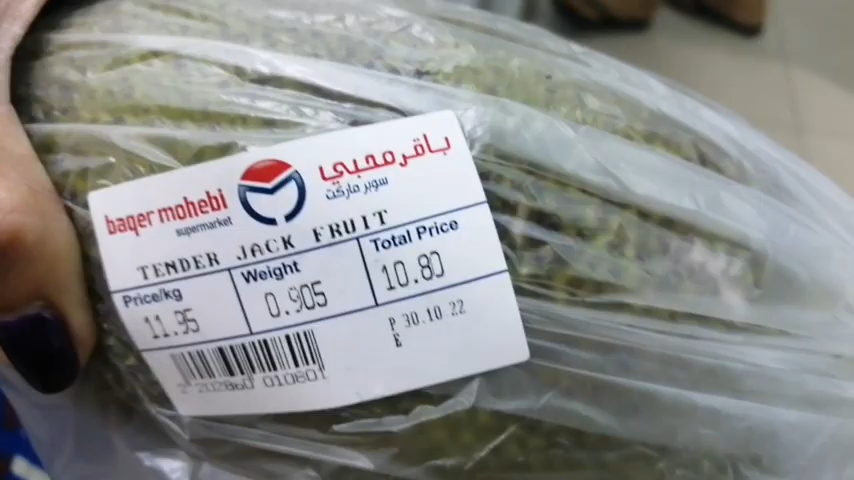 baqer mohebi
supermarket
باقر محبي
سوبر ماركت
TENDER JACK FRUIT
Price/kg Weight Total Price
11.95 0.905 10.80
P 30.10.22
E
2 202860 010801